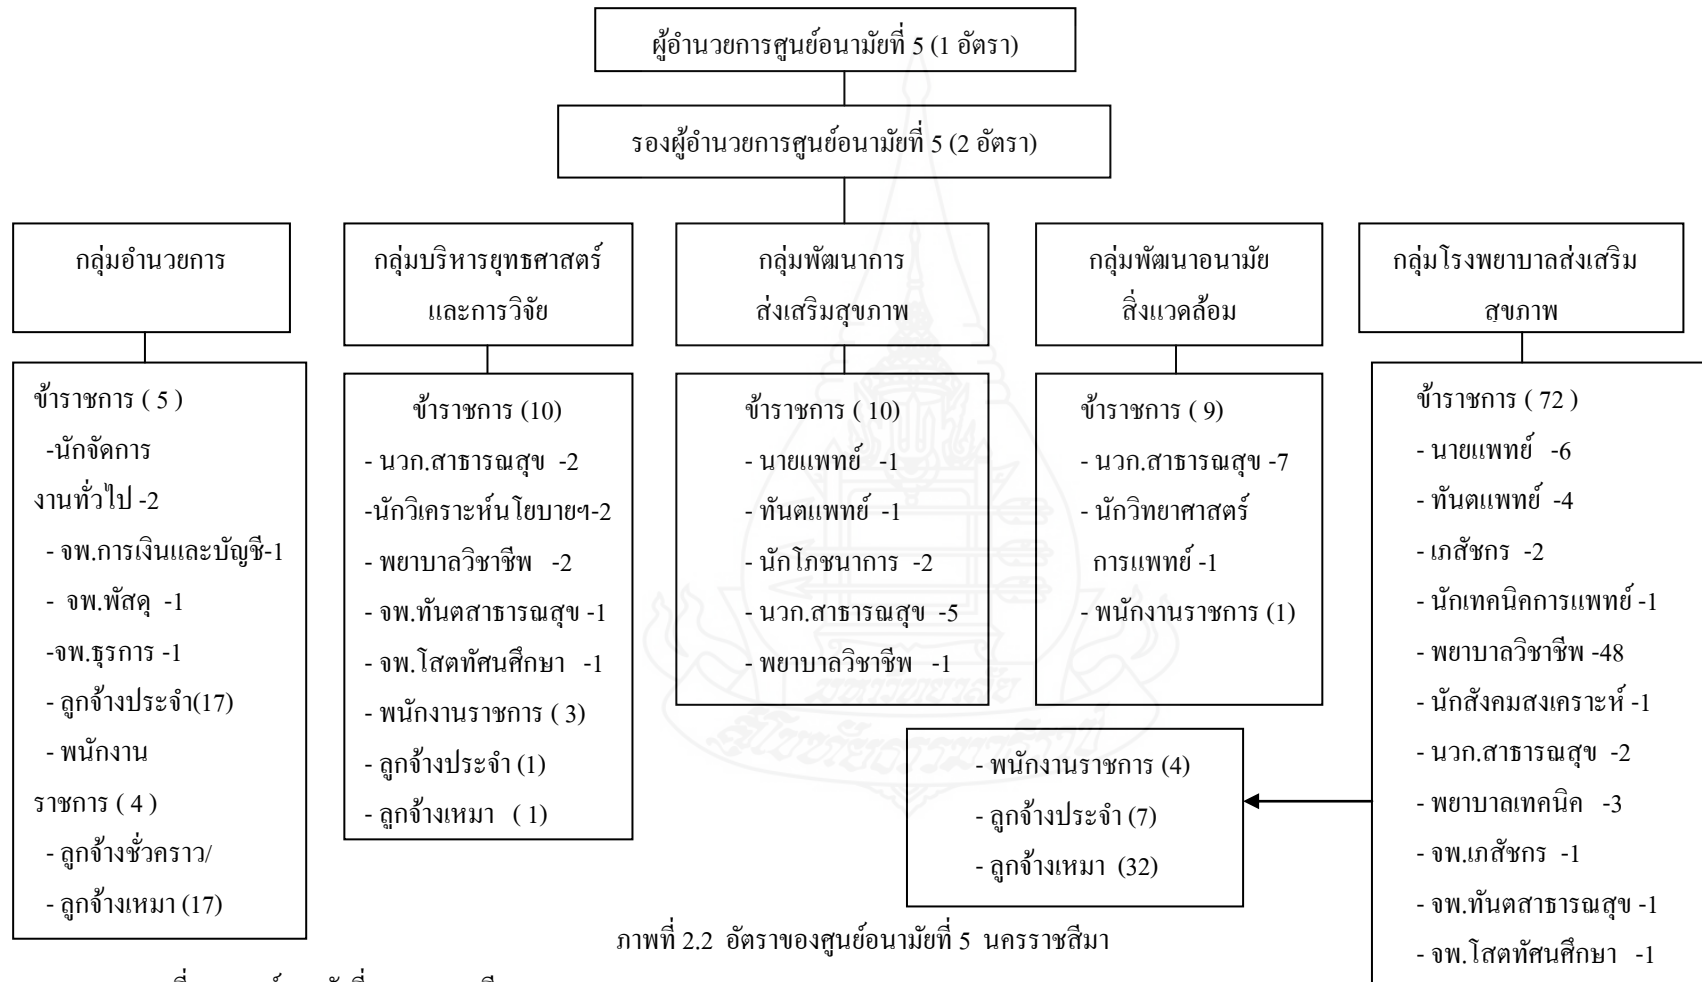 ผู้อำนวยการศูนย์อนามัยที่ 5 (1 อัตรา)
รองผู้อำนวยการศูนย์อนามัยที่ 5 (2 อัตรา)
กลุ่มอำนวยการ
ข้าราชการ ( 5 )
-นักจัดการ
งานทั่วไป -2
- จพ.การเงินและบัญชี-1
- จพ.พัสดุ -1
-จพ.ธุรการ -1
- ลูกจ้างประจำ(17)
- พนักงาน
ราชการ ( 4 )
- ลูกจ้างชั่วคราว/
- ลูกจ้างเหมา (17)
กลุ่มบริหารยุทธศาสตร์
และการวิจัย
ข้าราชการ (10)
- นวก.สาธารณสุข -2
-นักวิเคราะห์นโยบายฯ-2
- พยาบาลวิชาชีพ -2
- จพ.ทันตสาธารณสุข -1
- จพ.โสตทัศนศึกษา -1
- พนักงานราชการ ( 3 )
- ลูกจ้างประจำ (1)
- ลูกจ้างเหมา ( 1)
กลุ่มพัฒนาการ
ส่งเสริมสุขภาพ
ข้าราชการ ( 10)
- นายแพทย์ -1
- ทันตแพทย์ -1
- นักโภชนาการ -2
- นวก.สาธารณสุข -5
- พยาบาลวิชาชีพ -1
กลุ่มพัฒนาอนามัย
สิ่งแวดล้อม
ข้าราชการ ( 9)
- นวก.สาธารณสุข -7
- นักวิทยาศาสตร์
การแพทย์ -1
- พนักงานราชการ (1)
กลุ่มโรงพยาบาลส่งเสริม
สุขภาพ
ข้าราชการ ( 72 )
- นายแพทย์ -6
- ทันตแพทย์ -4
- เภสัชกร -2
- นักเทคนิคการแพทย์ -1
- พยาบาลวิชาชีพ -48
- นักสังคมสงเคราะห์ -1
- นวก.สาธารณสุข -2
- พยาบาลเทคนิค -3
- จพ.เภสัชกร -1
- จพ.ทันตสาธารณสุข -1
- จพ.โสตทัศนศึกษา -1
- พนักงานราชการ (4)
- ลูกจ้างประจำ (7)
- ลูกจ้างเหมา (32)
ภาพที่ 2.2 อัตราของศูนย์อนามัยที่ 5 นครราชสีมา